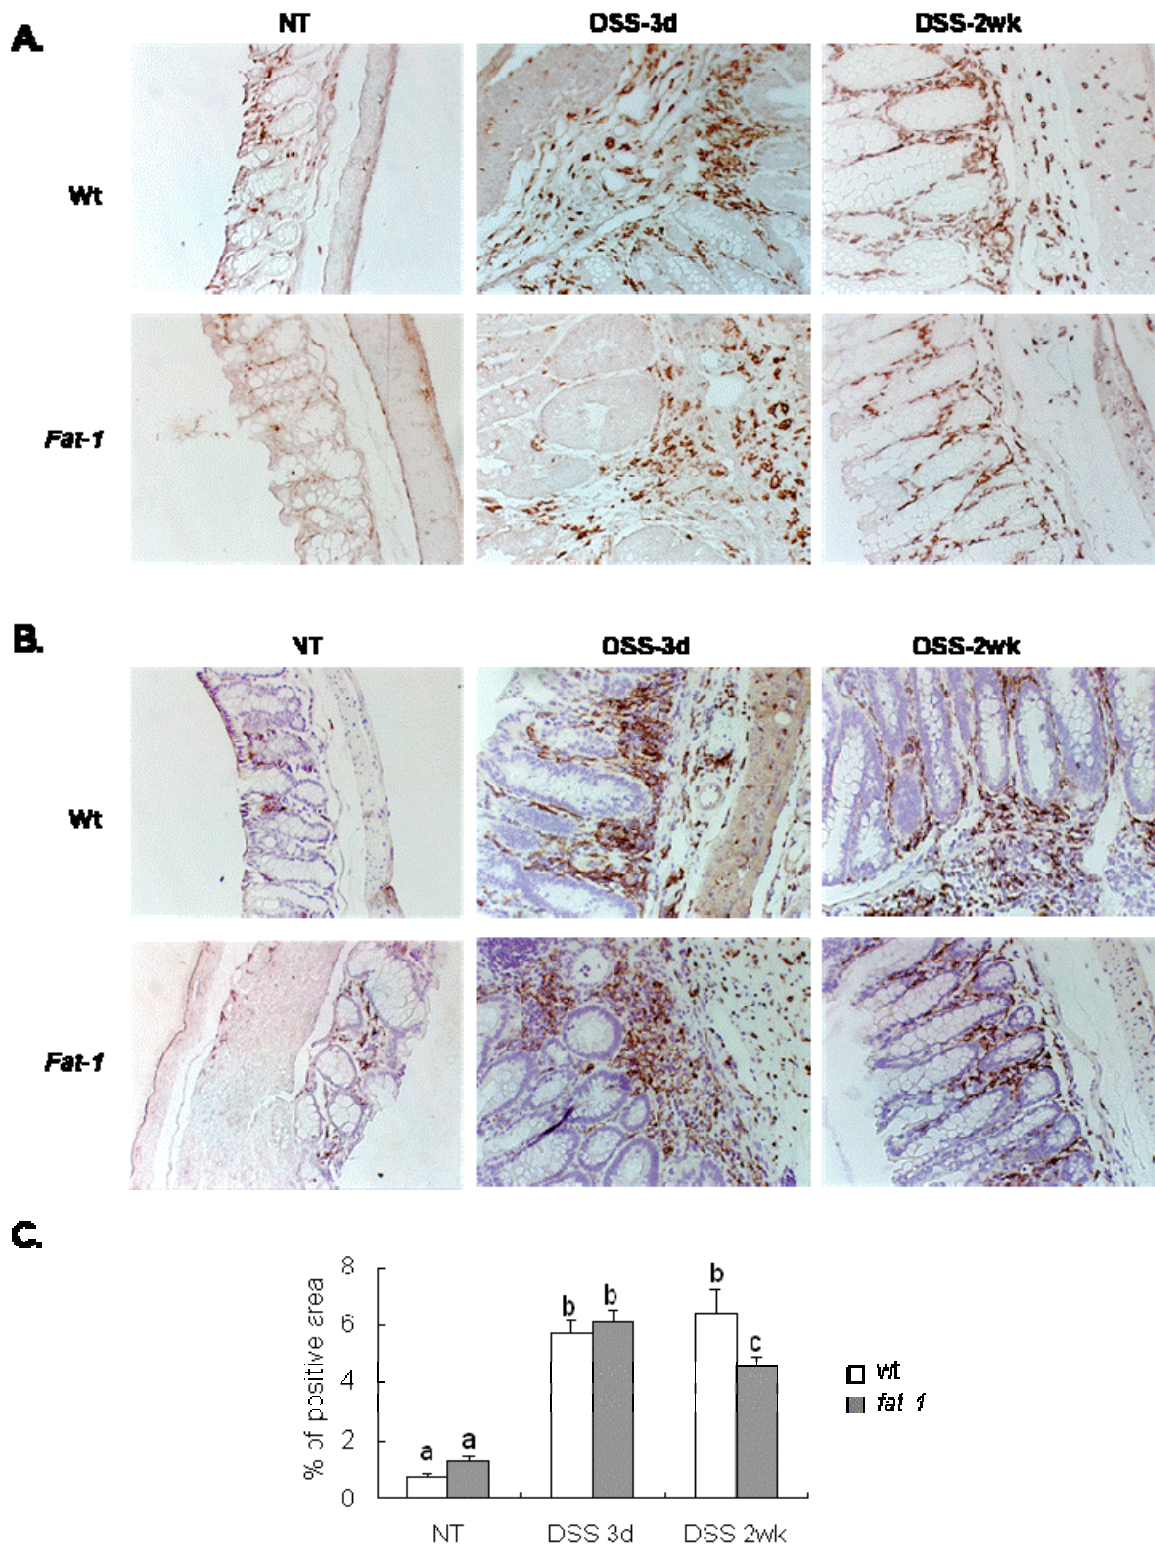 A.
NT DSS-3d DSS-2wk
Wt
Fat-1
B.
NT DSS-3d DSS-2wk
Wt
Fat-1
C.
% of positive area
8
6
4
2
0
a a b b b c
NT DSS 3d DSS 2wk
wt
fat 1